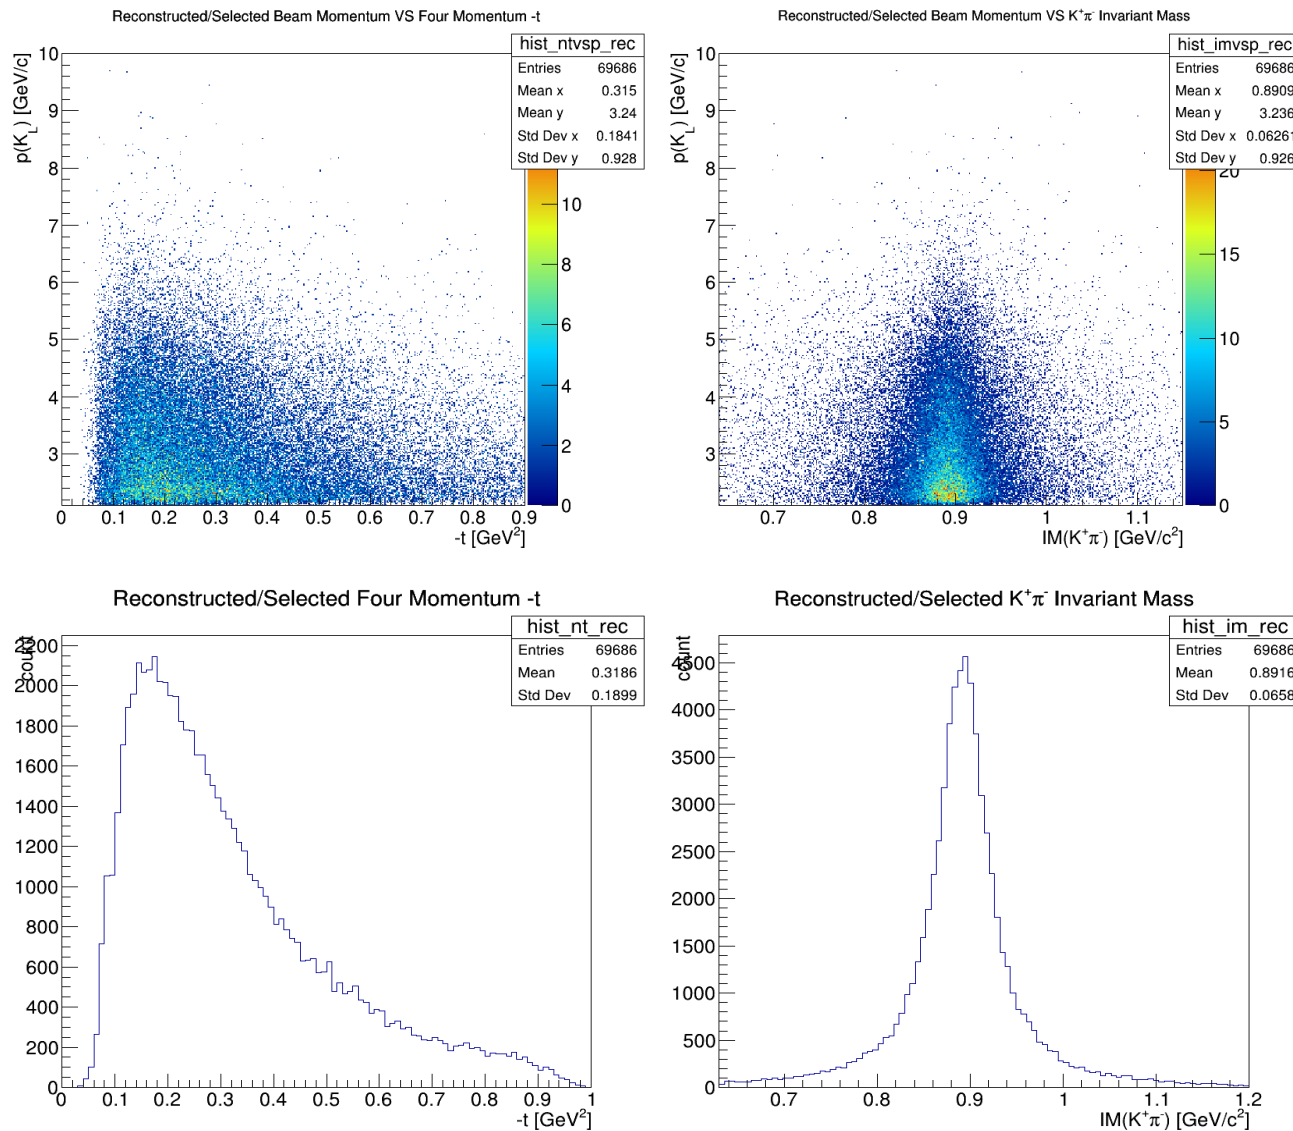 Reconstructed/Selected Beam Momentum VS Four Momentum -t
hist_ntvsp_rec
Entries 69686
Mean x 0.315
Mean y 3.24
Std Dev x 0.1841
Std Dev y 0.928
p(K_L) [GeV/c]
10
9
8
7
6
5
4
3
0 0.1 0.2 0.3 0.4 0.5 0.6 0.7 0.8 0.9
-t [GeV²]
10
8
6
4
2
0
Reconstructed/Selected Beam Momentum VS K⁺π⁻ Invariant Mass
hist_imvsp_rec
Entries 69686
Mean x 0.8909
Mean y 3.236
Std Dev x 0.06261
Std Dev y 0.926
p(K_L) [GeV/c]
10
9
8
7
6
5
4
3
0.7 0.8 0.9 1 1.1
IM(K⁺π⁻) [GeV/c²]
20
15
10
5
0
Reconstructed/Selected Four Momentum -t
hist_nt_rec
Entries 69686
Mean 0.3186
Std Dev 0.1899
count
2200
2000
1800
1600
1400
1200
1000
800
600
400
200
0
0 0.1 0.2 0.3 0.4 0.5 0.6 0.7 0.8 0.9 1
-t [GeV²]
Reconstructed/Selected K⁺π⁻ Invariant Mass
hist_im_rec
Entries 69686
Mean 0.8916
Std Dev 0.0658
count
4500
4000
3500
3000
2500
2000
1500
1000
500
0
0.7 0.8 0.9 1 1.1 1.2
IM(K⁺π⁻) [GeV/c²]